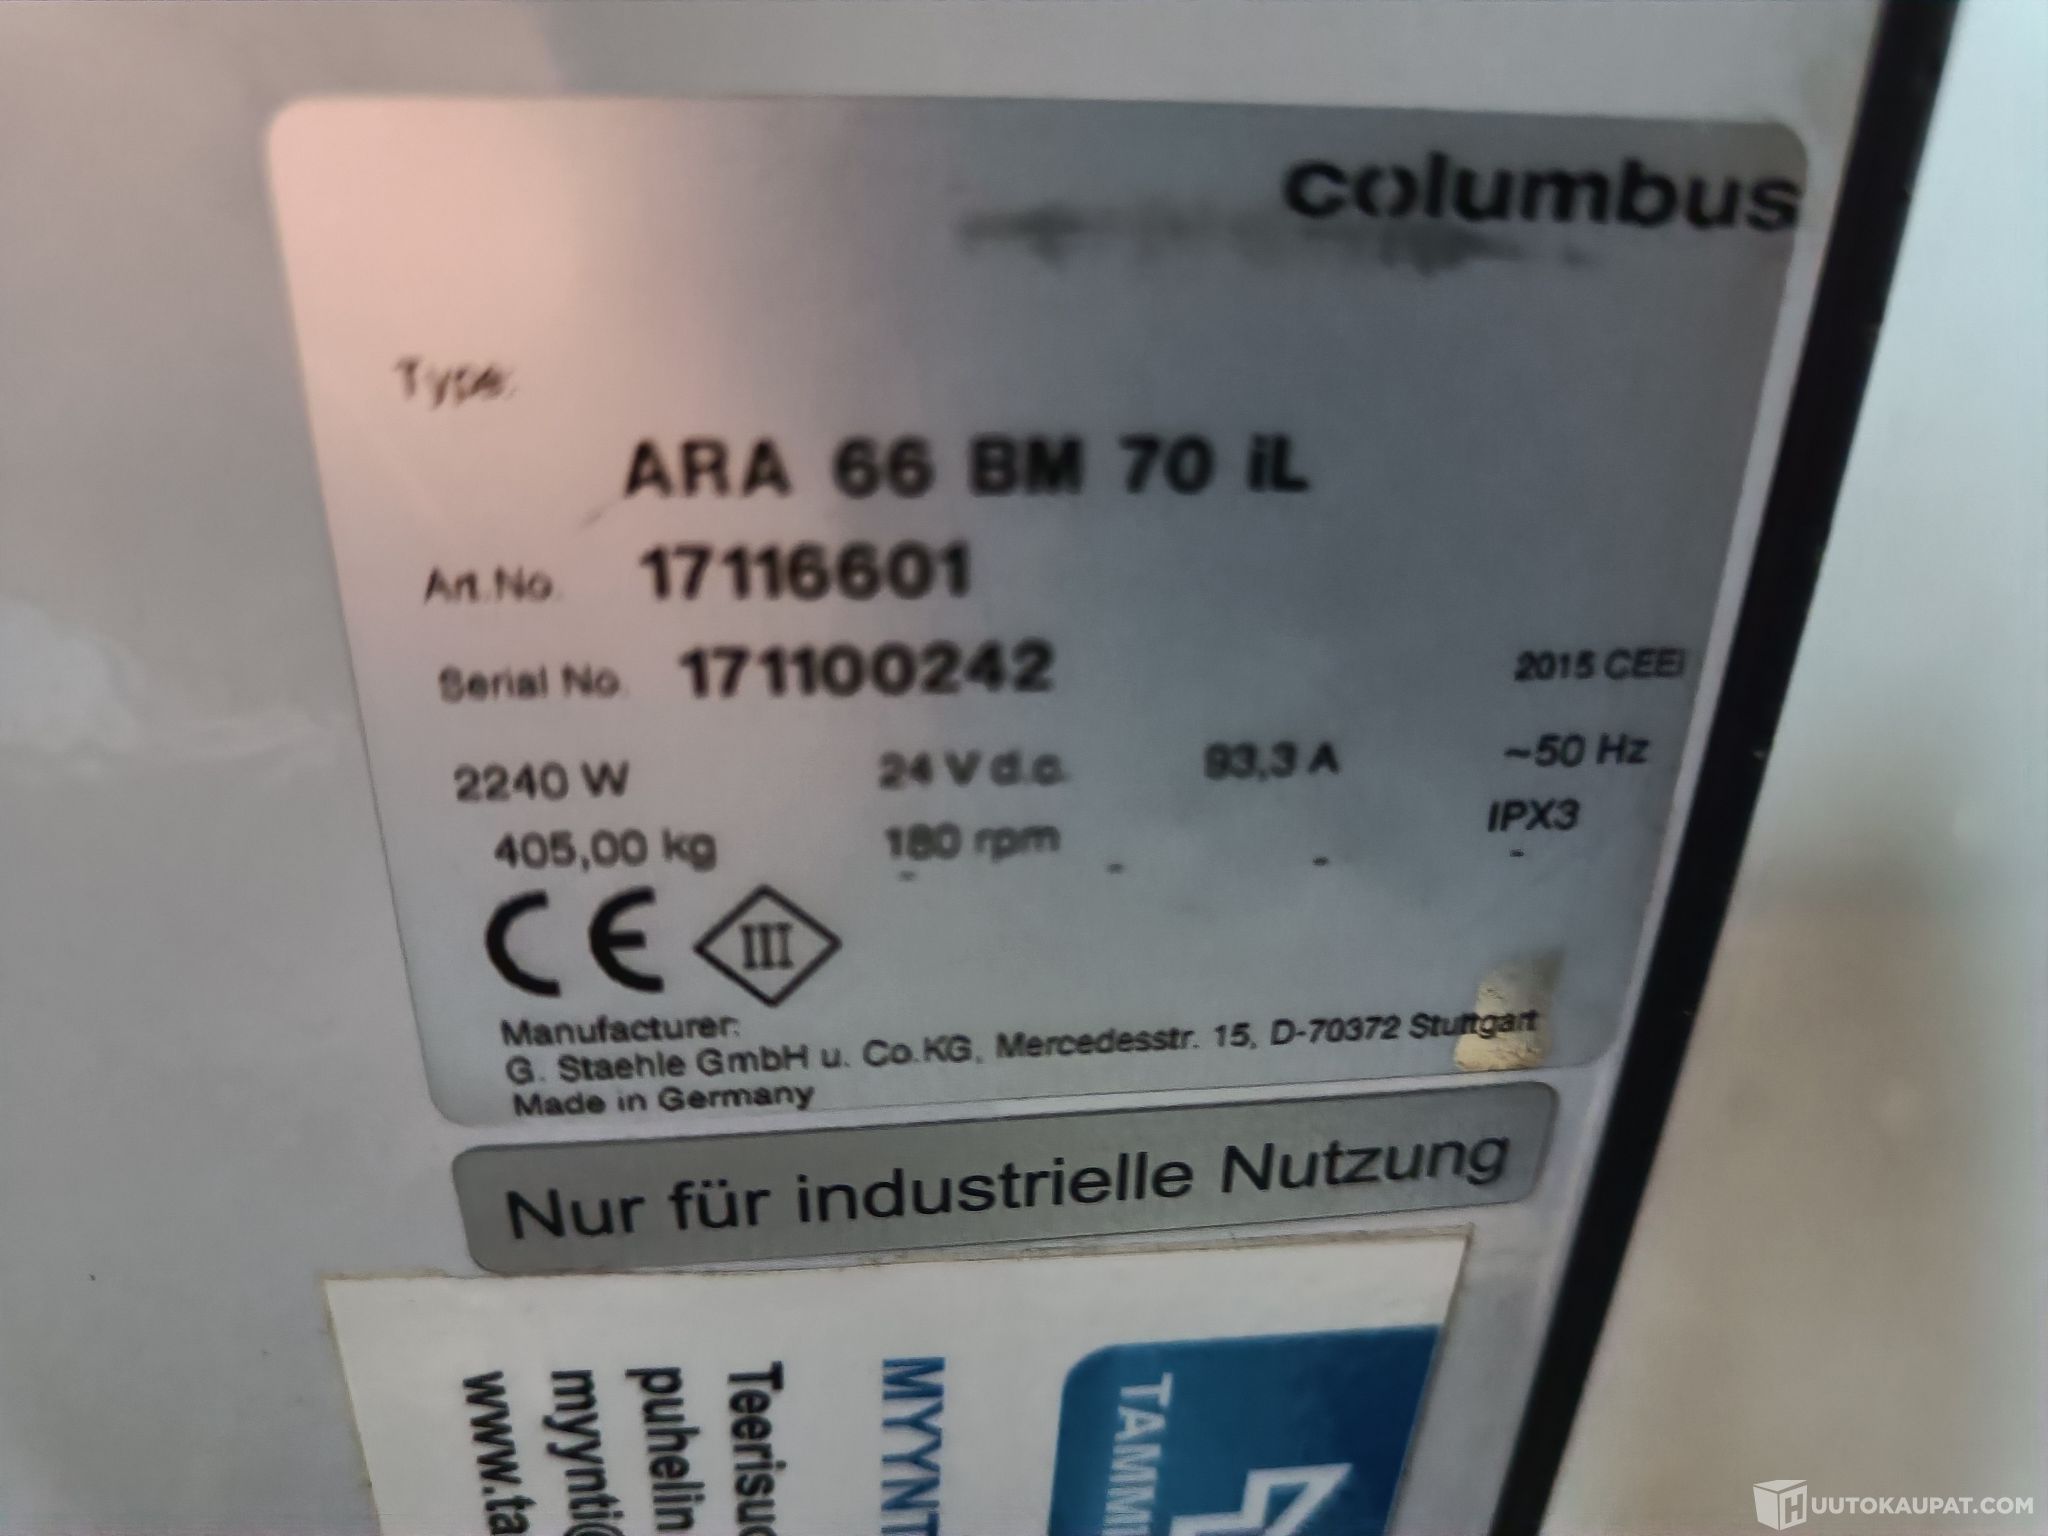 columbus
Type:
ARA 66 BM 70 iL
Art.No. 17116601
Serial No. 171100242 2015 CEEi
2240 W 24 V d.c. 93,3 A ~50 Hz
405,00 kg 180 rpm IPX3
- - - -
CE III
Manufacturer:
G. Staehle GmbH u. Co.KG, Mercedesstr. 15, D-70372 Stuttgart
Made in Germany
Nur für industrielle Nutzung
TAMM
MYYNT
Teerisuo
puhelin
myynti@
www.ta
HUUTOKAUPAT.COM